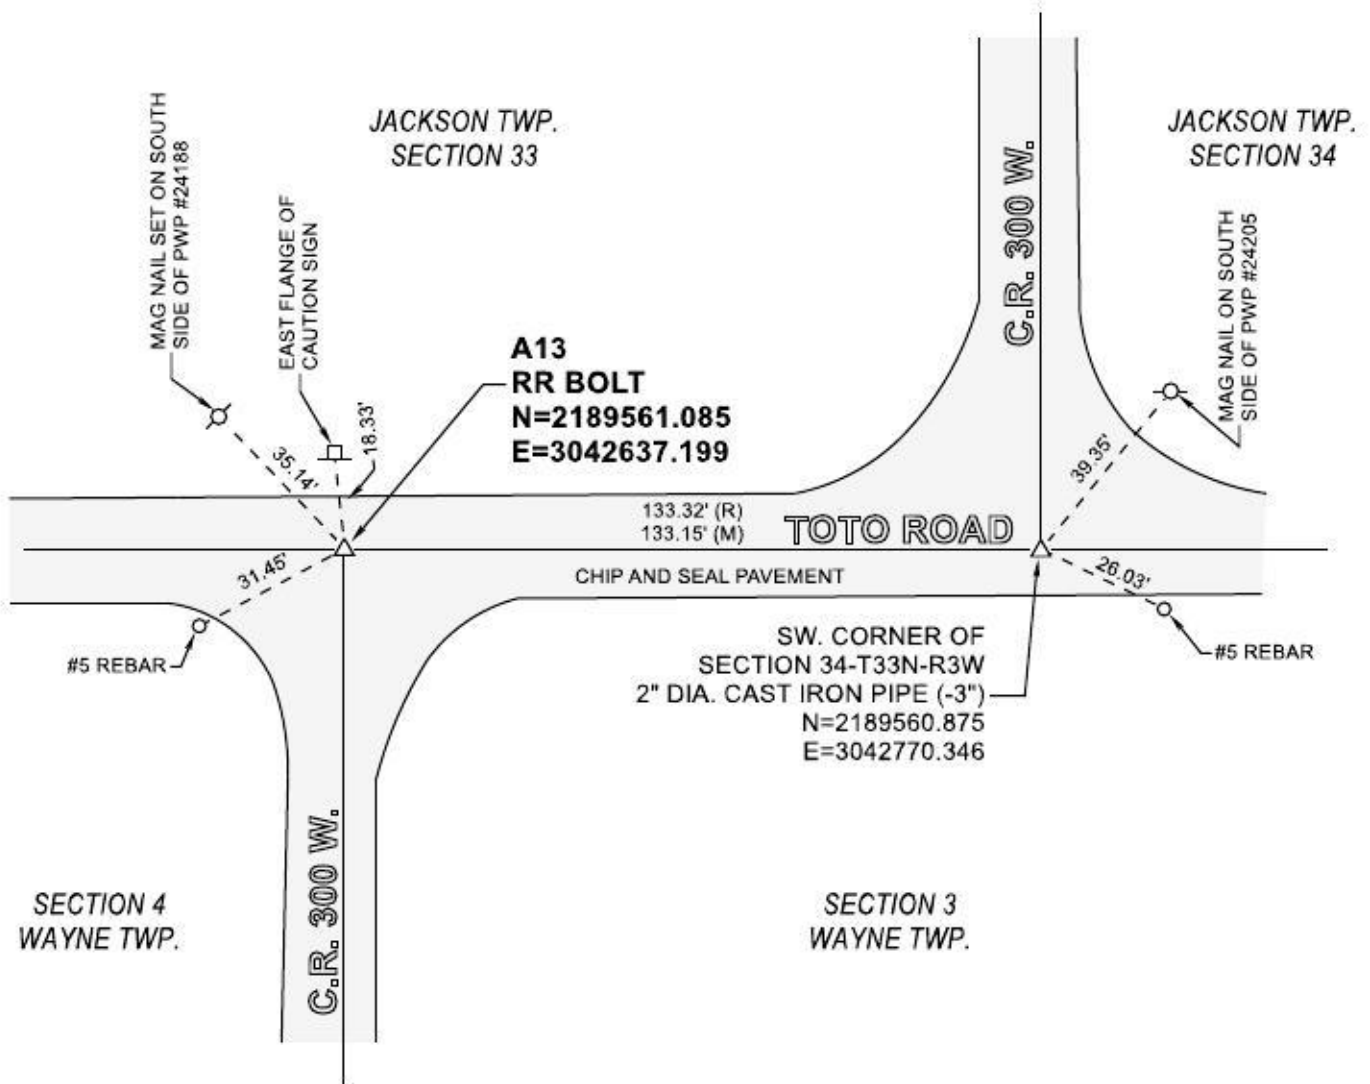 JACKSON TWP.
SECTION 33
JACKSON TWP.
SECTION 34
MAG NAIL SET ON SOUTH
SIDE OF PWP #24188
EAST FLANGE OF
CAUTION SIGN
C.R. 300 W.
MAG NAIL ON SOUTH
SIDE OF PWP #24205
A13
RR BOLT
N=2189561.085
E=3042637.199
18.33'
35.14'
39.35'
133.32' (R)
133.15' (M)
TOTO ROAD
31.45'
CHIP AND SEAL PAVEMENT
26.03'
#5 REBAR
SW. CORNER OF
SECTION 34-T33N-R3W
2" DIA. CAST IRON PIPE (-3")
N=2189560.875
E=3042770.346
#5 REBAR
C.R. 300 W.
SECTION 4
WAYNE TWP.
SECTION 3
WAYNE TWP.